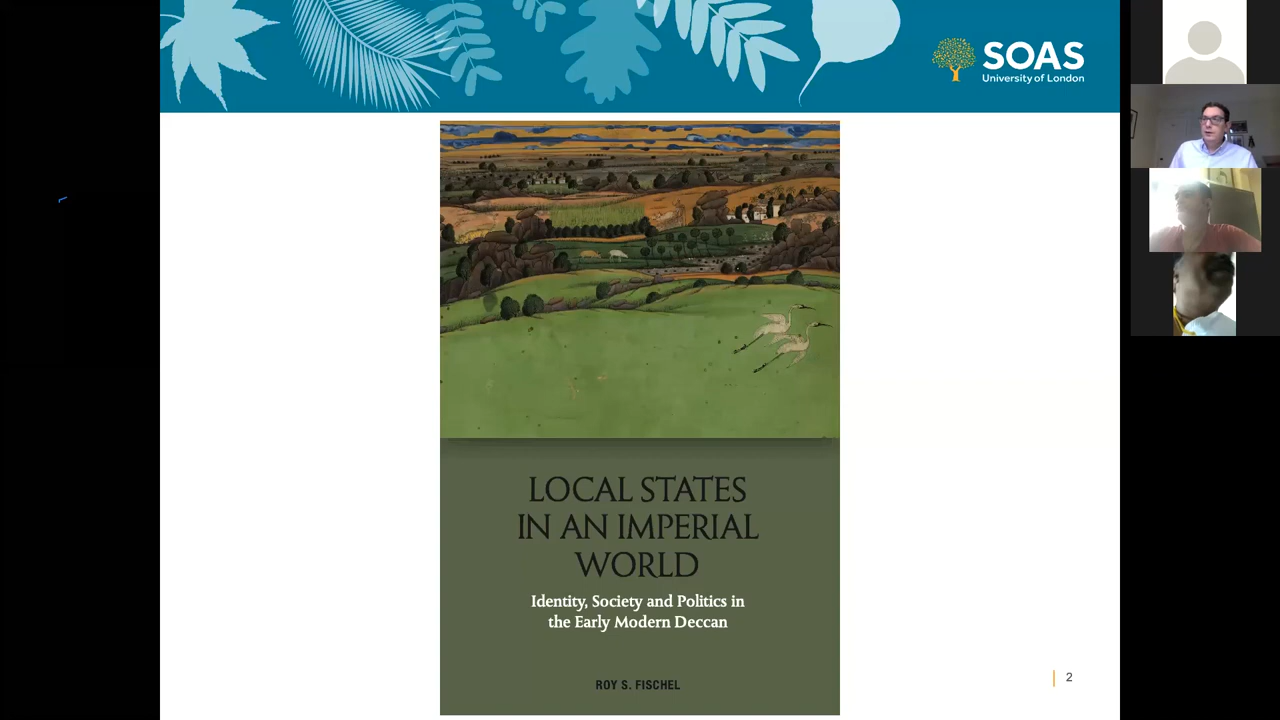 SOAS
University of London
LOCAL STATES
IN AN IMPERIAL
WORLD
Identity, Society and Politics in
the Early Modern Deccan
ROY S. FISCHEL
2